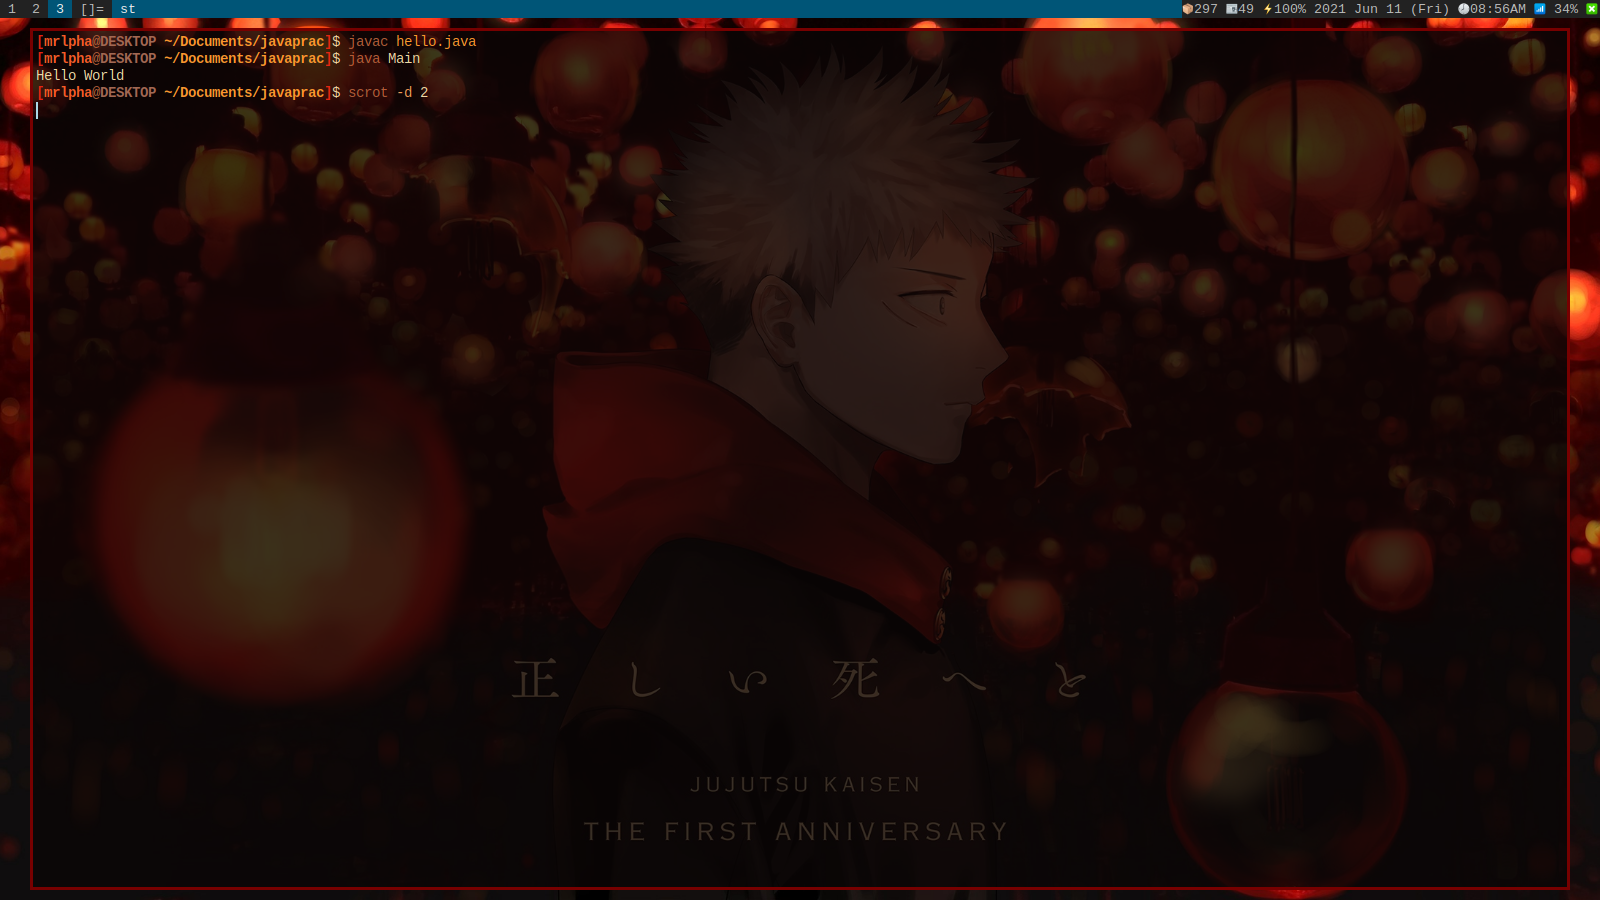 1 2 3 []= st 📦297 📻49 ⚡100% 2021 Jun 11 (Fri) 🕗08:56AM 📶 34% ❎
[mrlpha@DESKTOP ~/Documents/javaprac]$ javac hello.java
[mrlpha@DESKTOP ~/Documents/javaprac]$ java Main
Hello World
[mrlpha@DESKTOP ~/Documents/javaprac]$ scrot -d 2
正しい死へと
JUJUTSU KAISEN
THE FIRST ANNIVERSARY